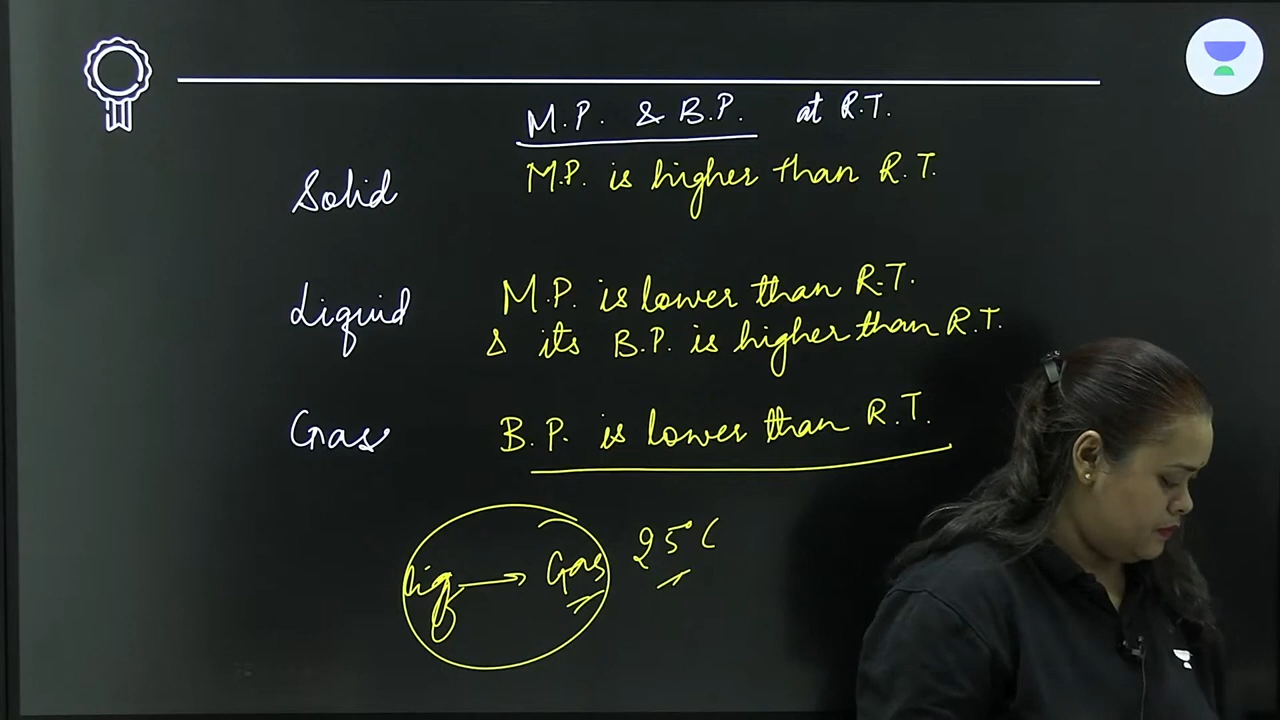 M.P. & B.P. at R.T.
Solid M.P. is higher than R.T.
Liquid M.P. is lower than R.T.
& its B.P. is higher than R.T.
Gas B.P. is lower than R.T.
liq → Gas 25°C